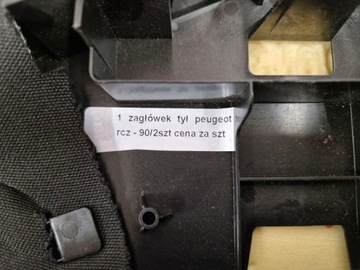 1 zagłówek tył peugeot
rcz - 90/2szt cena za szt